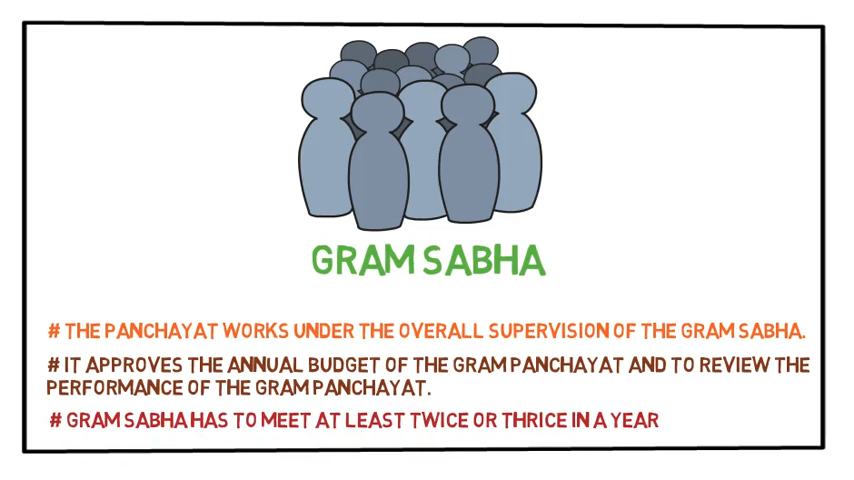 GRAM SABHA
# THE PANCHAYAT WORKS UNDER THE OVERALL SUPERVISION OF THE GRAM SABHA.
# IT APPROVES THE ANNUAL BUDGET OF THE GRAM PANCHAYAT AND TO REVIEW THE
PERFORMANCE OF THE GRAM PANCHAYAT.
# GRAM SABHA HAS TO MEET AT LEAST TWICE OR THRICE IN A YEAR